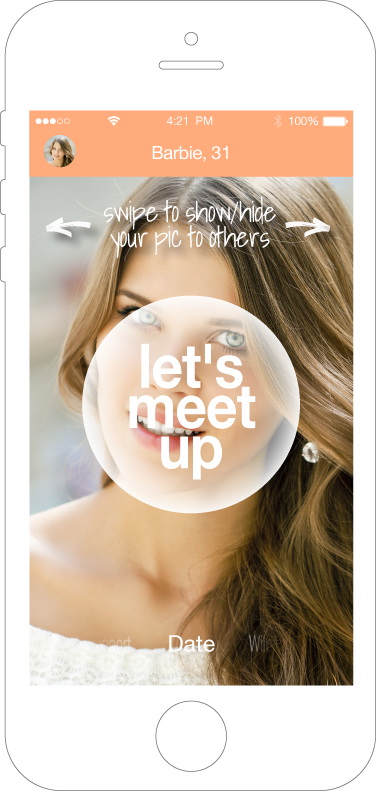 4:21 PM 100%
Barbie, 31
swipe to show/hide
your pic to others
let's
meet
up
Date